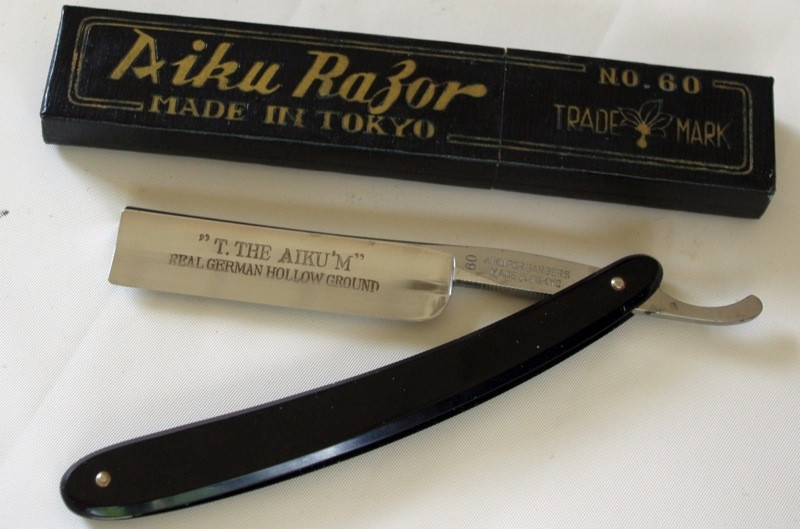 Aiku Razor
MADE IN TOKYO
NO. 60
TRADE MARK
” T. THE AIKU'M”
REAL GERMAN HOLLOW GROUND
60